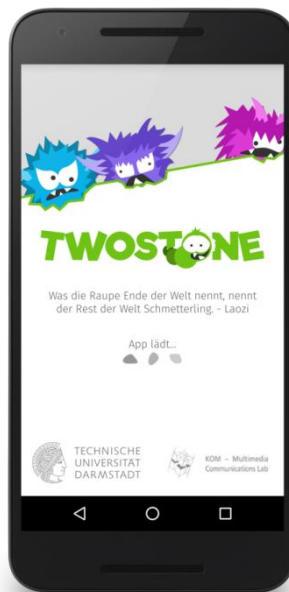 TWOSTONE
Was die Raupe Ende der Welt nennt, nennt
der Rest der Welt Schmetterling. - Laozi
App lädt...
TECHNISCHE
UNIVERSITÄT
DARMSTADT
KOM – Multimedia
Communications Lab